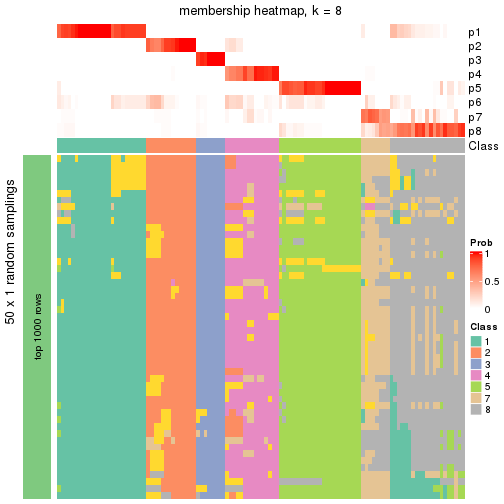 membership heatmap, k = 8
p1
p2
p3
p4
p5
p6
p7
p8
Class
50 x 1 random samplings
top 1000 rows
Prob
1
0.5
0
Class
1
2
3
4
5
7
8